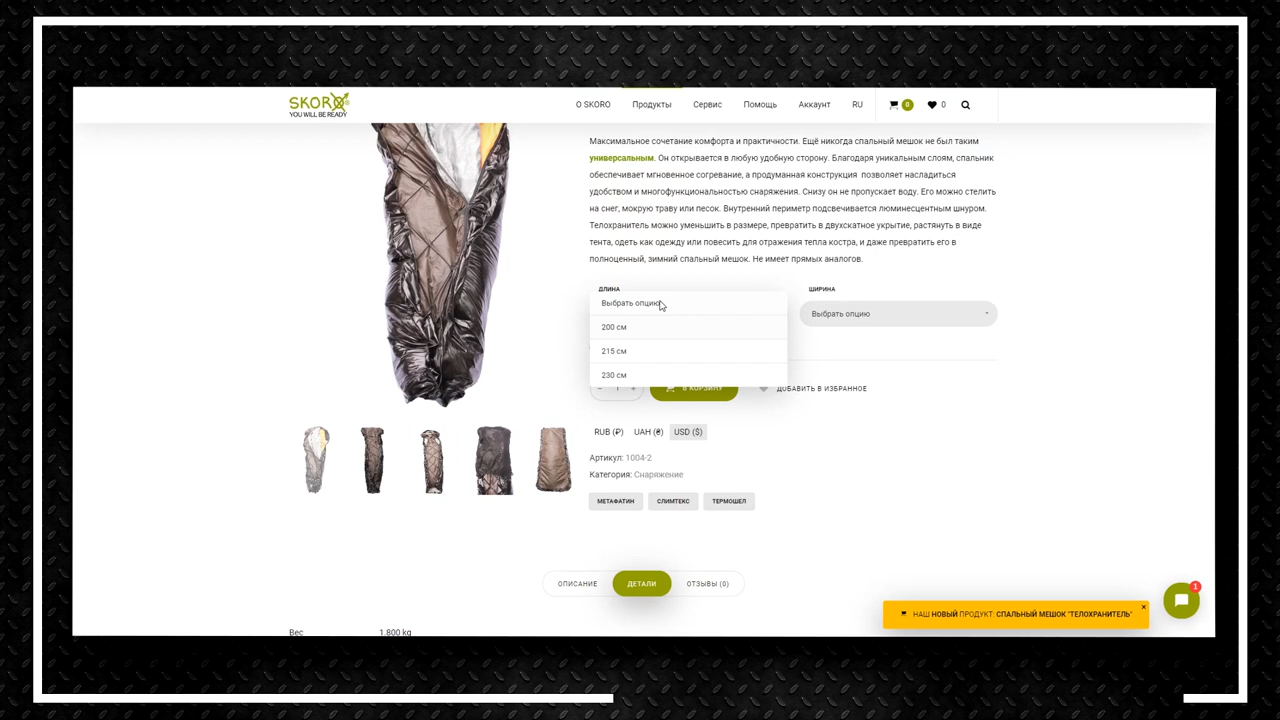 SKORO
YOU WILL BE READY
О SKORO
Продукты
Сервис
Помощь
Аккаунт
RU
0
0
Максимальное сочетание комфорта и практичности. Ещё никогда спальный мешок не был таким
универсальным. Он открывается в любую удобную сторону. Благодаря уникальным слоям, спальник
обеспечивает мгновенное согревание, а продуманная конструкция позволяет насладиться
удобством и многофункциональностью снаряжения. Снизу он не пропускает воду. Его можно стелить
на снег, мокрую траву или песок. Внутренний периметр подсвечивается люминесцентным шнуром.
Телохранитель можно уменьшить в размере, превратить в двухскатное укрытие, растянуть в виде
тента, одеть как одежду или повесить для отражения тепла костра, и даже превратить его в
полноценный, зимний спальный мешок. Не имеет прямых аналогов.
ДЛИНА
ШИРИНА
Выбрать опцию
200 см
215 см
230 см
Выбрать опцию
− 1 +
В КОРЗИНУ
ДОБАВИТЬ В ИЗБРАННОЕ
RUB (₽) UAH (₴) USD ($)
Артикул: 1004-2
Категория: Снаряжение
МЕТАФАТИН
СЛИМТЕКС
ТЕРМОШЕЛ
ОПИСАНИЕ
ДЕТАЛИ
ОТЗЫВЫ (0)
1
НАШ НОВЫЙ ПРОДУКТ: СПАЛЬНЫЙ МЕШОК "ТЕЛОХРАНИТЕЛЬ"
Вес 1.800 kg